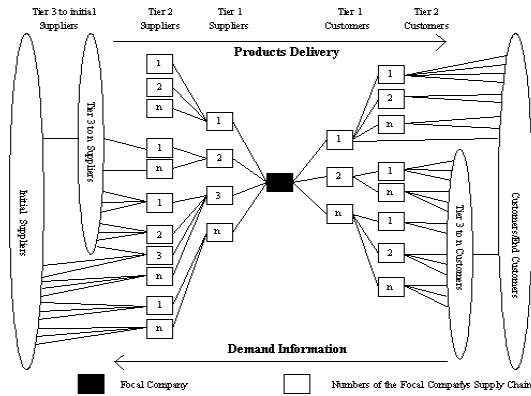 Tier 3 to initial
Suppliers
Tier 2
Suppliers
Tier 1
Suppliers
Tier 1
Customers
Tier 2
Customers
Products Delivery
Initial Suppliers
Tier 3 to n Suppliers
1
2
n
1
n
1
2
3
n
1
n
1
2
3
n
1
2
n
1
2
n
1
n
1
2
n
Tier 3 to n Customers
Customers/End Customers
Demand Information
Focal Company
Numbers of the Focal Company's Supply Chain